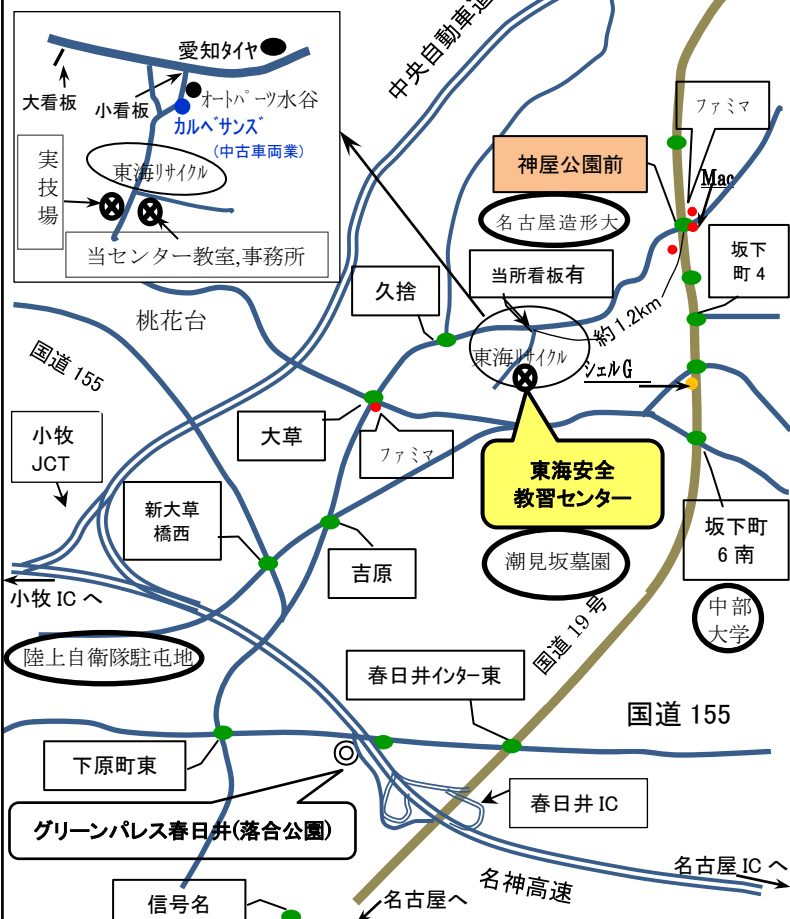 愛知タイヤ
大看板
小看板
オートパーツ水谷
カルベサンズ
(中古車両業)
実技場
東海リサイクル
当センター教室,事務所
中央自動車道
ファミマ
神屋公園前
Mac
名古屋造形大
坂下
町4
当所看板有
久捨
桃花台
約1.2km
国道155
東海リサイクル
シェルG
大草
ファミマ
小牧
JCT
東海安全
教習センター
新大草
橋西
坂下町
6南
吉原
潮見坂墓園
小牧ICへ
中部
大学
国道19号
陸上自衛隊駐屯地
春日井インター東
国道155
下原町東
春日井IC
グリーンパレス春日井(落合公園)
名古屋ICへ
名神高速
信号名
名古屋へ